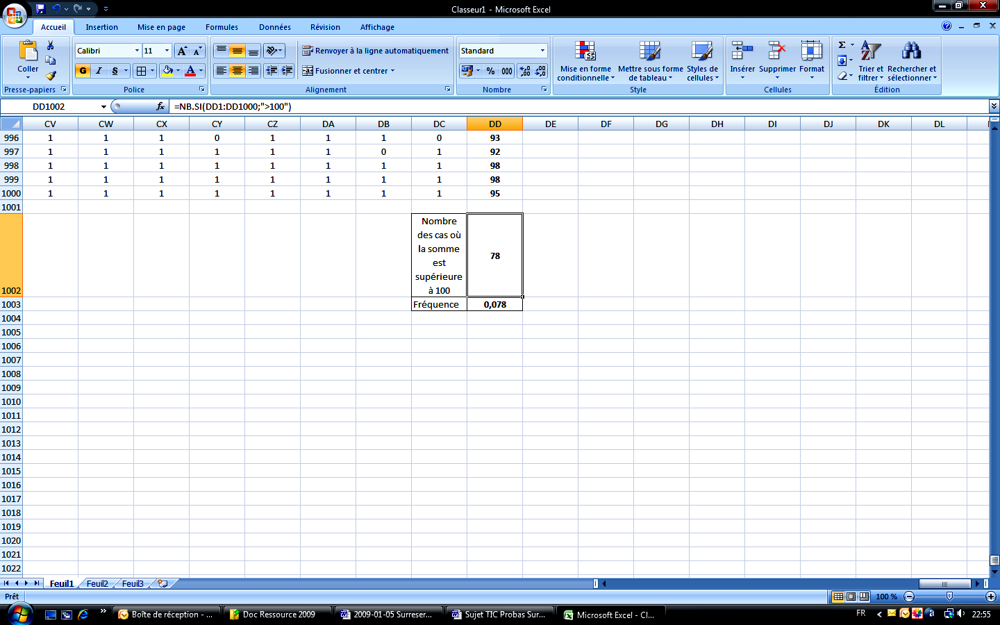 Classeur1 - Microsoft Excel
Accueil Insertion Mise en page Formules Données Révision Affichage
Coller
Presse-papiers
Calibri 11
G I S
Police
Renvoyer à la ligne automatiquement
Fusionner et centrer
Alignement
Standard
% 000
Nombre
Mise en forme conditionnelle
Mettre sous forme de tableau
Styles de cellules
Style
Insérer Supprimer Format
Cellules
Σ
Trier et filtrer
Rechercher et sélectionner
Édition
DD1002 fx =NB.SI(DD1:DD1000;">100")
CV CW CX CY CZ DA DB DC DD DE DF DG DH DI DJ DK DL
996 1 1 1 0 1 1 1 0 93
997 1 1 1 1 1 1 0 1 92
998 1 1 1 1 1 1 1 1 98
999 1 1 1 1 1 1 1 1 98
1000 1 1 1 1 1 1 1 1 95
1001
Nombre
des cas où
la somme
est
supérieure
à 100
78
1002
1003 Fréquence 0,078
1004
1005
1006
1007
1008
1009
1010
1011
1012
1013
1014
1015
1016
1017
1018
1019
1020
1021
1022
Feuil1 Feuil2 Feuil3
Prêt 100 %
Boîte de réception - ... Doc Ressource 2009 2009-01-05 Surreser... Sujet TIC Probas Sur... Microsoft Excel - Cl... FR 22:55